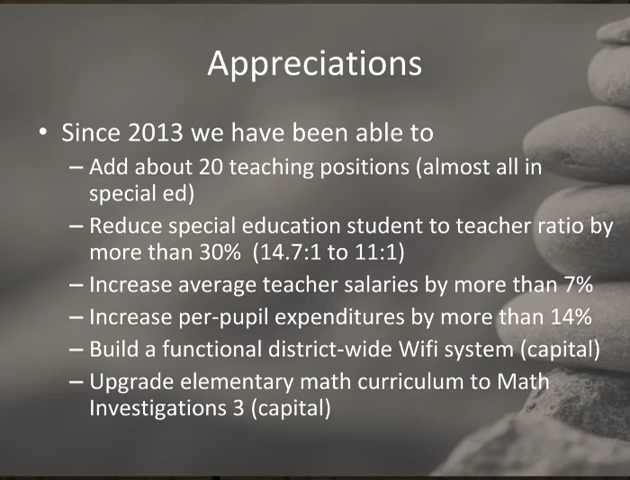 Appreciations
• Since 2013 we have been able to
– Add about 20 teaching positions (almost all in
special ed)
– Reduce special education student to teacher ratio by
more than 30%  (14.7:1 to 11:1)
– Increase average teacher salaries by more than 7%
– Increase per-pupil expenditures by more than 14%
– Build a functional district-wide Wifi system (capital)
– Upgrade elementary math curriculum to Math
Investigations 3 (capital)